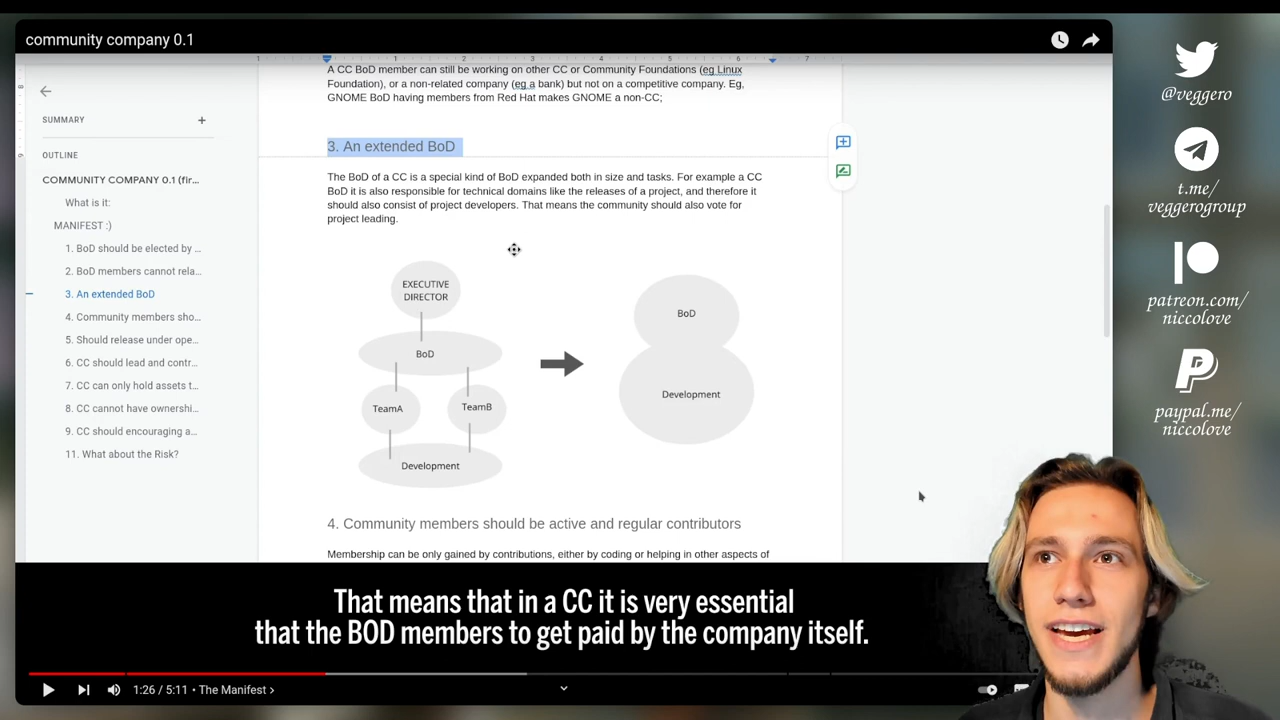 community company 0.1
@veggero
t.me/
veggerogroup
patreon.com/
niccolove
paypal.me/
niccolove
1 1 2 3 4 5 6 7
SUMMARY
OUTLINE
COMMUNITY COMPANY 0.1 (fir...
What is it:
MANIFEST :)
1. BoD should be elected by ...
2. BoD members cannot rela...
3. An extended BoD
4. Community members sho...
5. Should release under ope...
6. CC should lead and contr...
7. CC can only hold assets t...
8. CC cannot have ownershi...
9. CC should encouraging a...
11. What about the Risk?
A CC BoD member can still be working on other CC or Community Foundations (eg Linux
Foundation), or a non-related company (eg a bank) but not on a competitive company. Eg,
GNOME BoD having members from Red Hat makes GNOME a non-CC;
3. An extended BoD
The BoD of a CC is a special kind of BoD expanded both in size and tasks. For example a CC
BoD it is also responsible for technical domains like the releases of a project, and therefore it
should also consist of project developers. That means the community should also vote for
project leading.
EXECUTIVE
DIRECTOR
BoD
TeamA
TeamB
Development
BoD
Development
4. Community members should be active and regular contributors
Membership can be only gained by contributions, either by coding or helping in other aspects of
That means that in a CC it is very essential
that the BOD members to get paid by the company itself.
1:26 / 5:11 • The Manifest ›